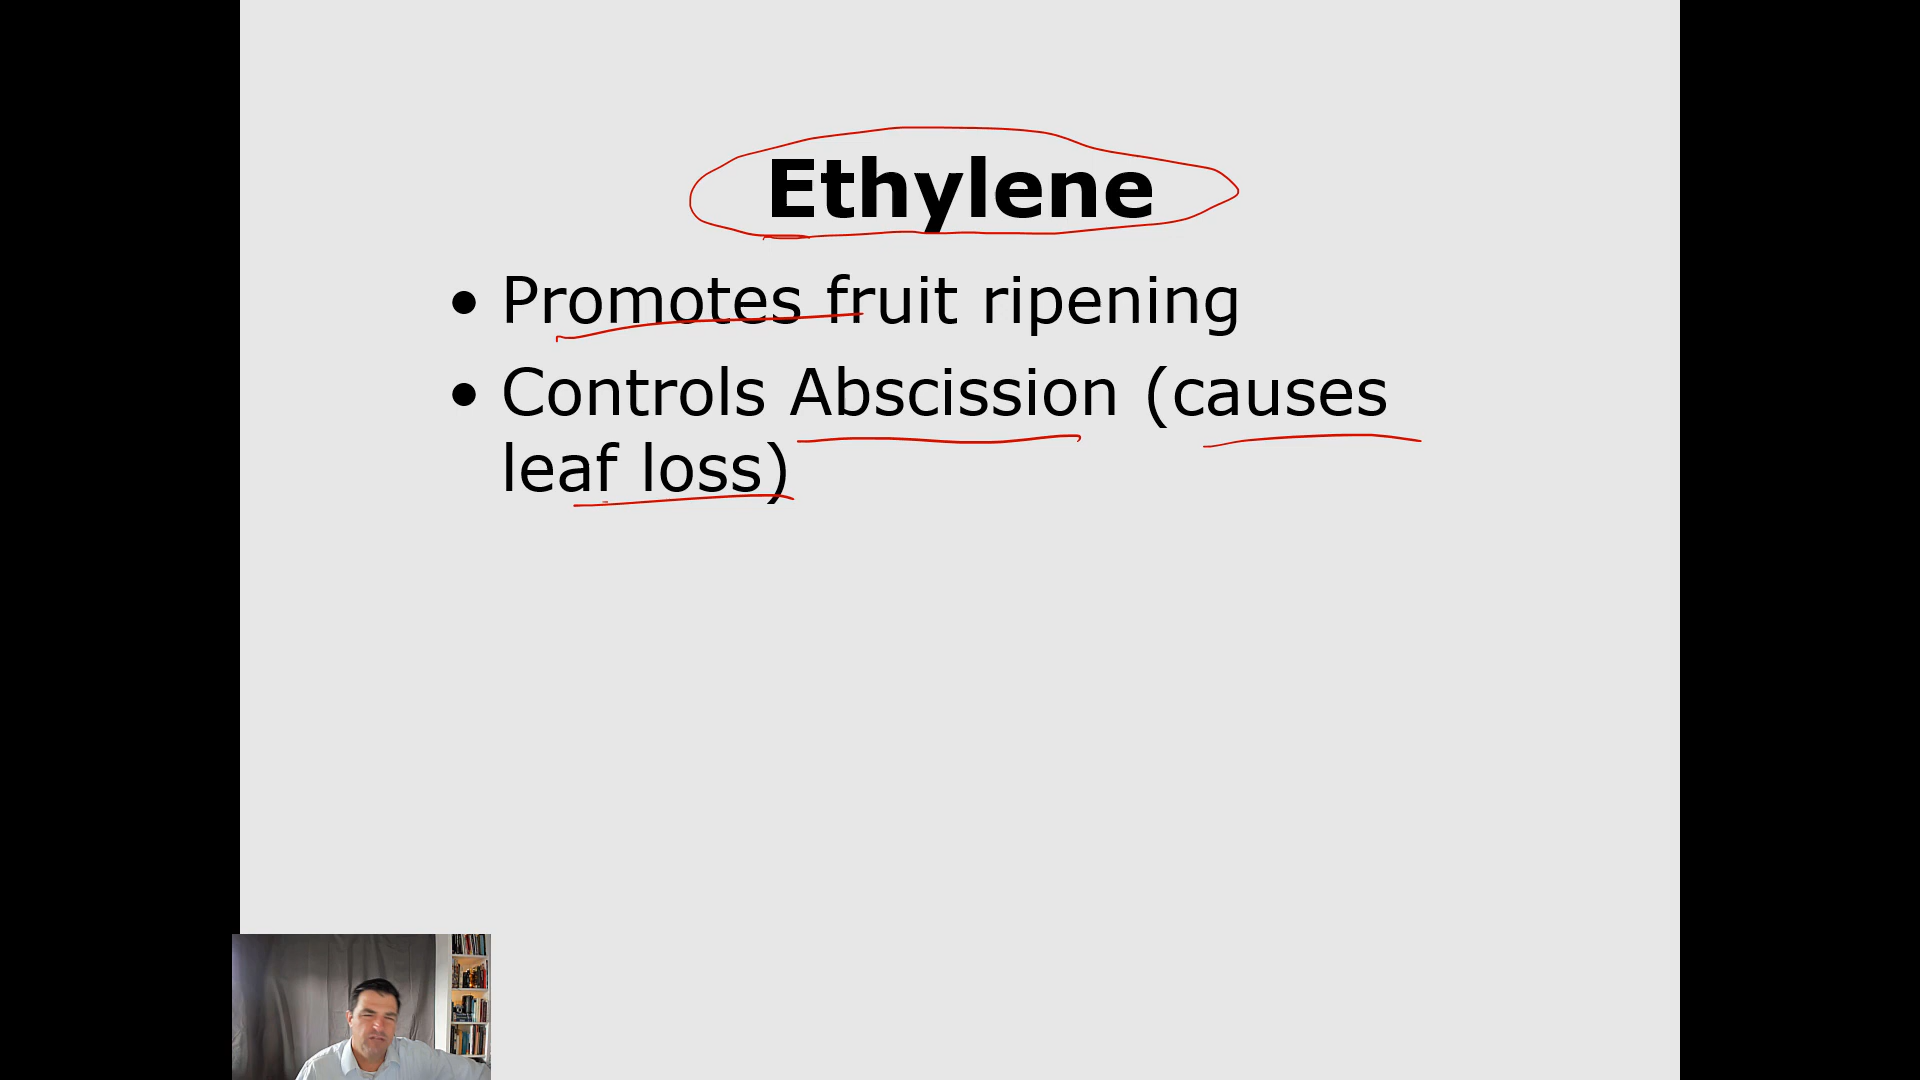 Ethylene
• Promotes fruit ripening
• Controls Abscission (causes
leaf loss)